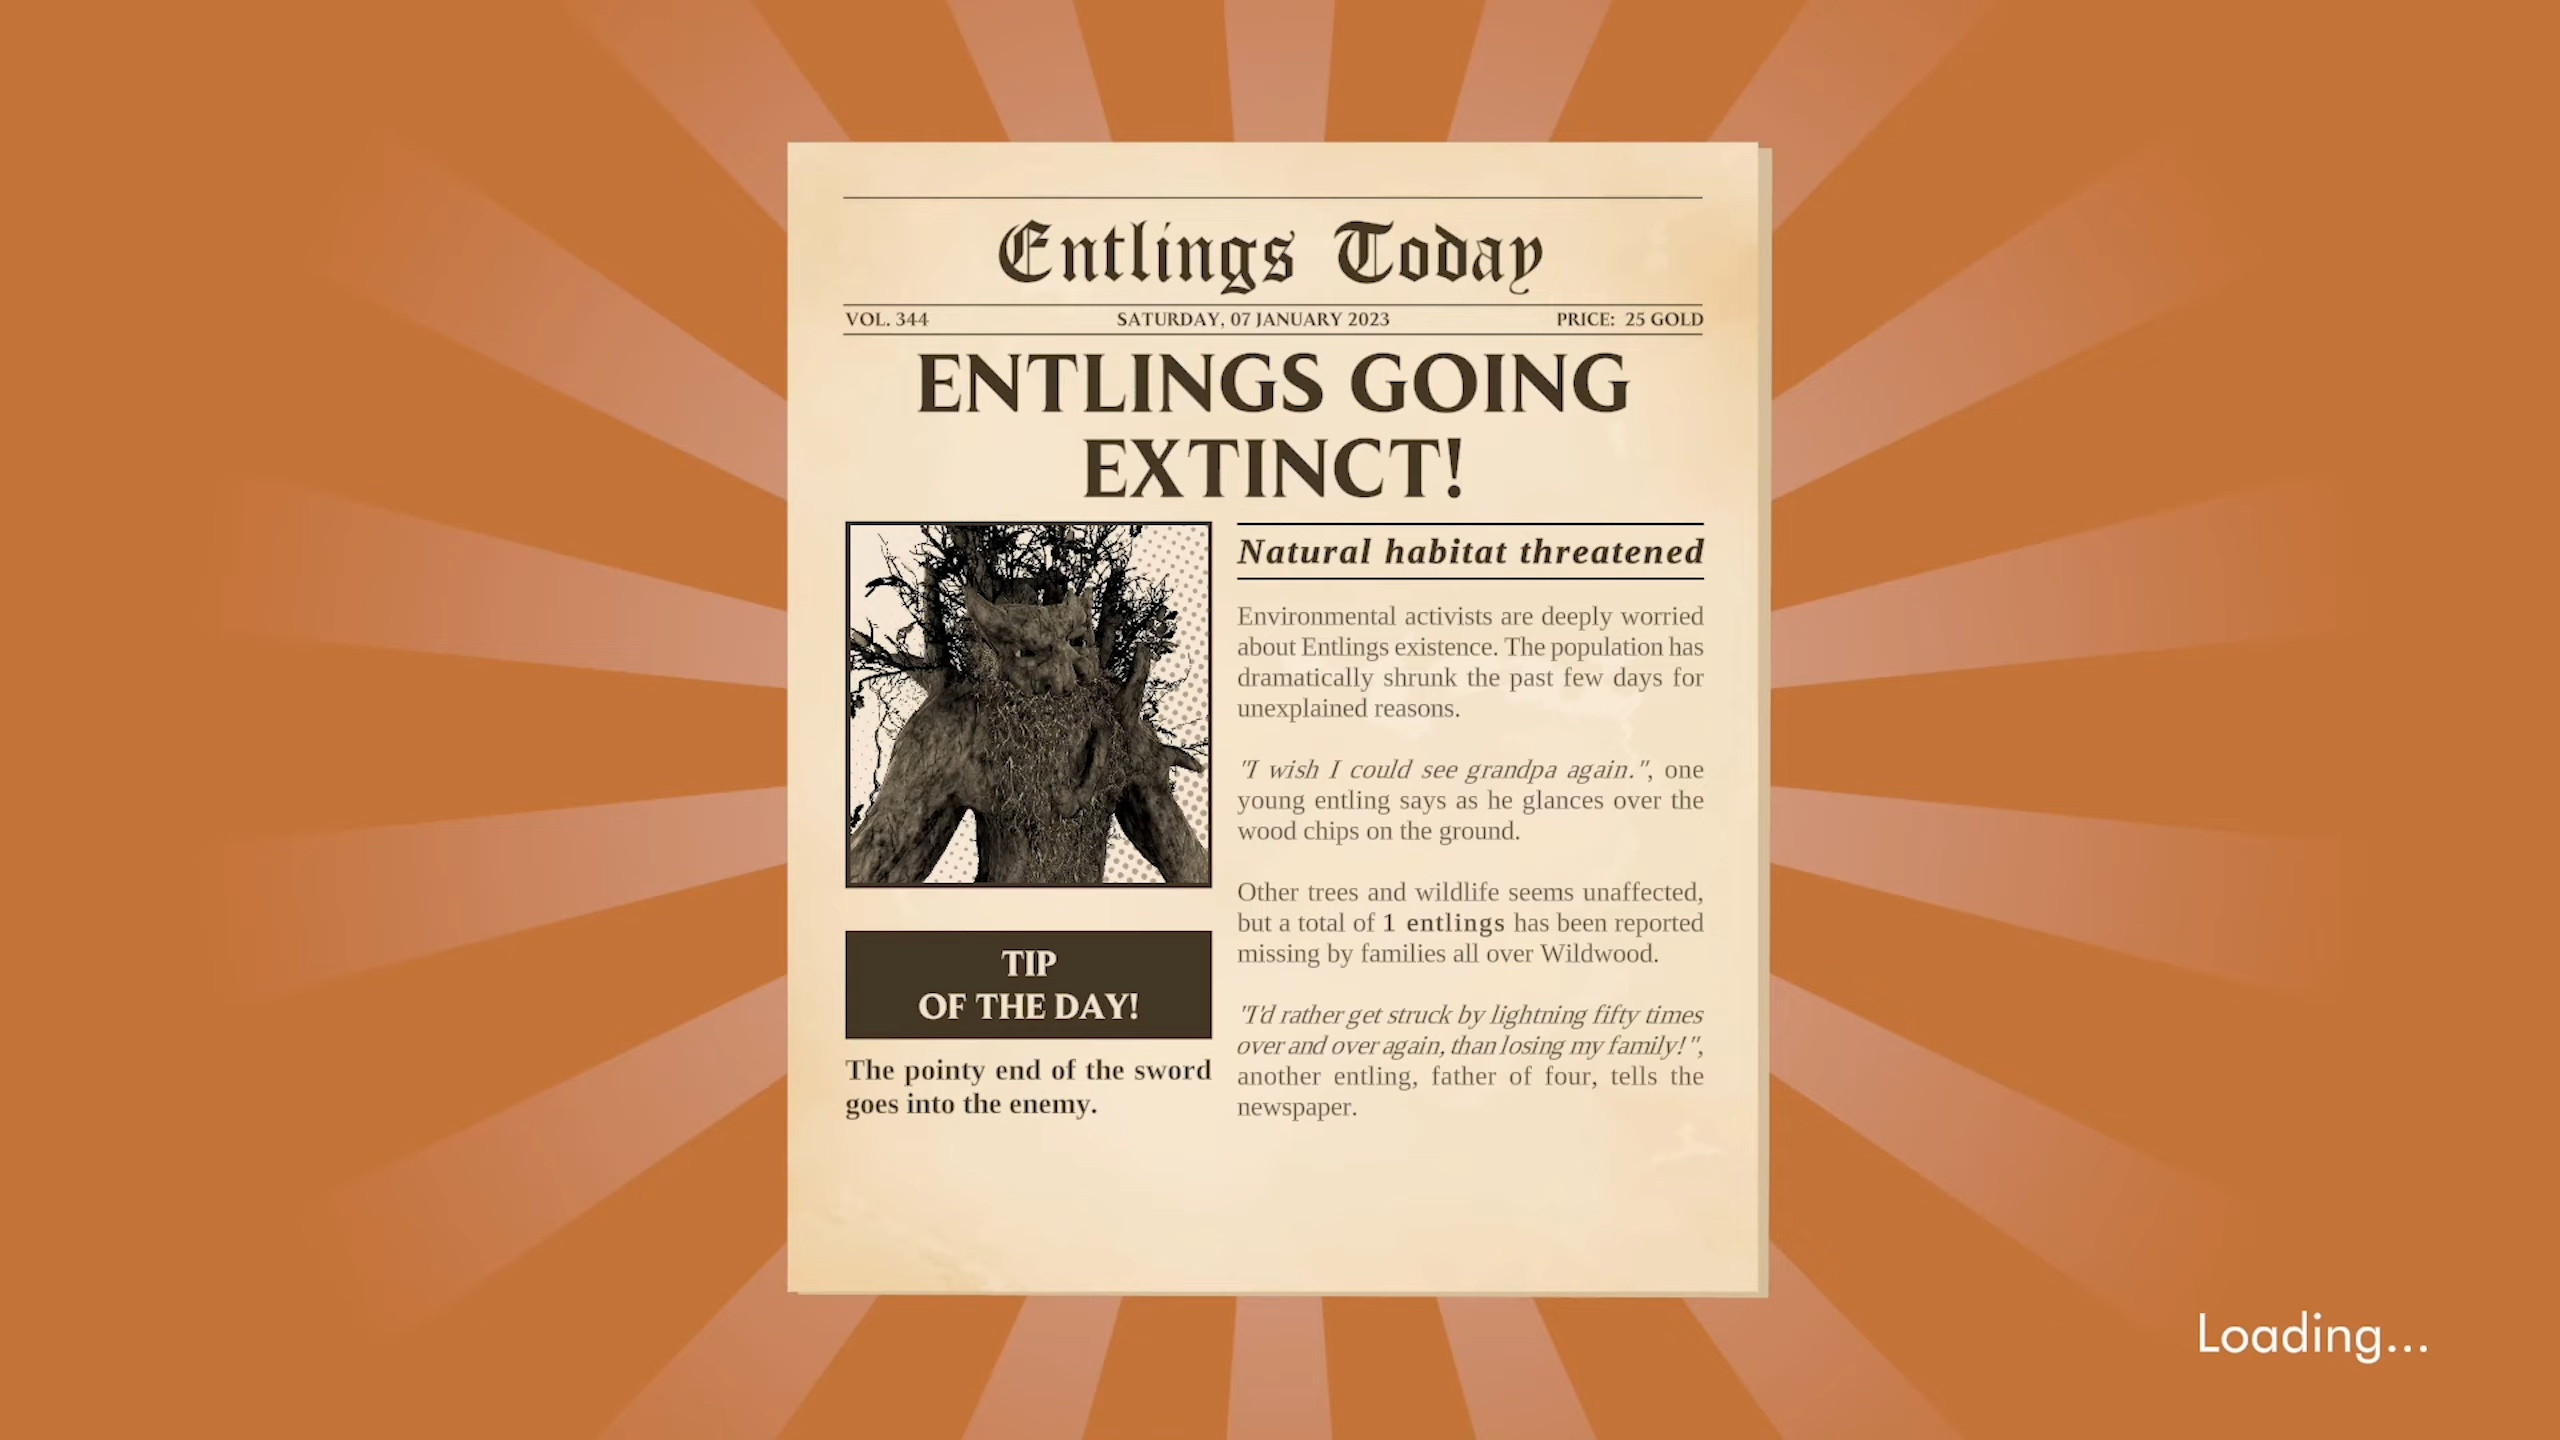 Entlings Today
VOL. 344 SATURDAY, 07 JANUARY 2023 PRICE: 25 GOLD
ENTLINGS GOING
EXTINCT!
Natural habitat threatened
Environmental activists are deeply worried
about Entlings existence. The population has
dramatically shrunk the past few days for
unexplained reasons.
"I wish I could see grandpa again.", one
young entling says as he glances over the
wood chips on the ground.
Other trees and wildlife seems unaffected,
but a total of 1 entlings has been reported
missing by families all over Wildwood.
"I'd rather get struck by lightning fifty times
over and over again, than losing my family!",
another entling, father of four, tells the
newspaper.
TIP
OF THE DAY!
The pointy end of the sword
goes into the enemy.
Loading...